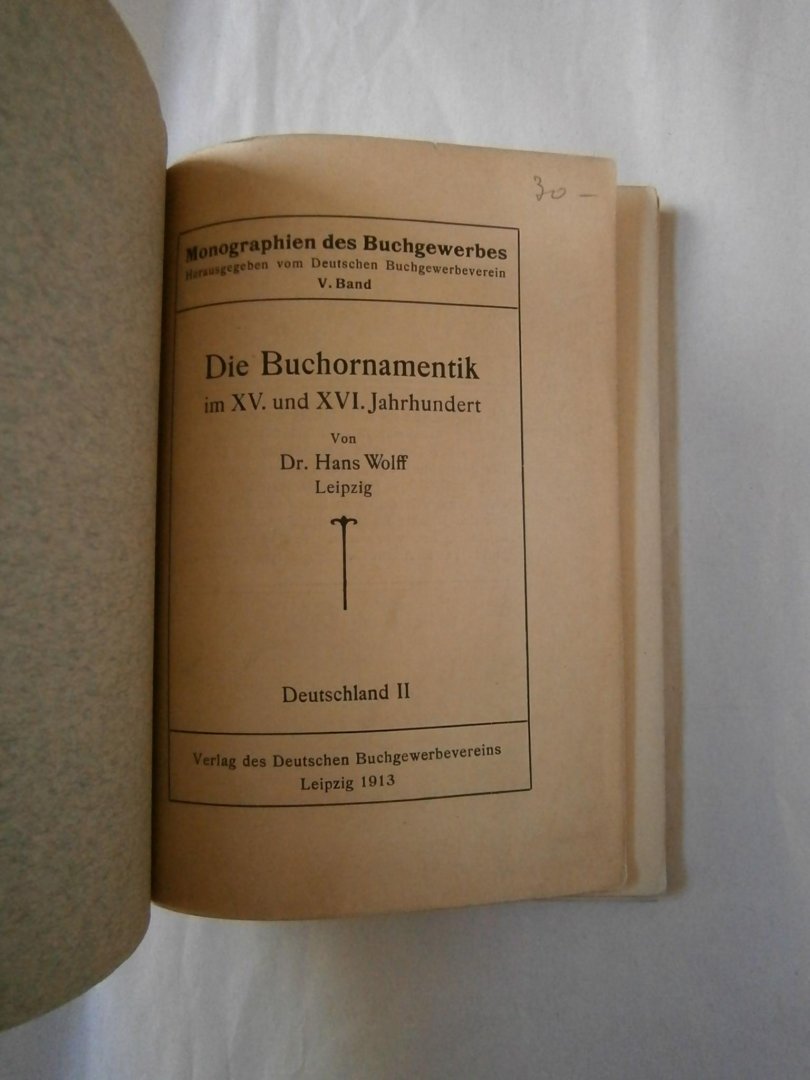 30 –
Monographien des Buchgewerbes
Herausgegeben vom Deutschen Buchgewerbeverein
V. Band
Die Buchornamentik
im XV. und XVI. Jahrhundert
Von
Dr. Hans Wolff
Leipzig
Deutschland II
Verlag des Deutschen Buchgewerbevereins
Leipzig 1913